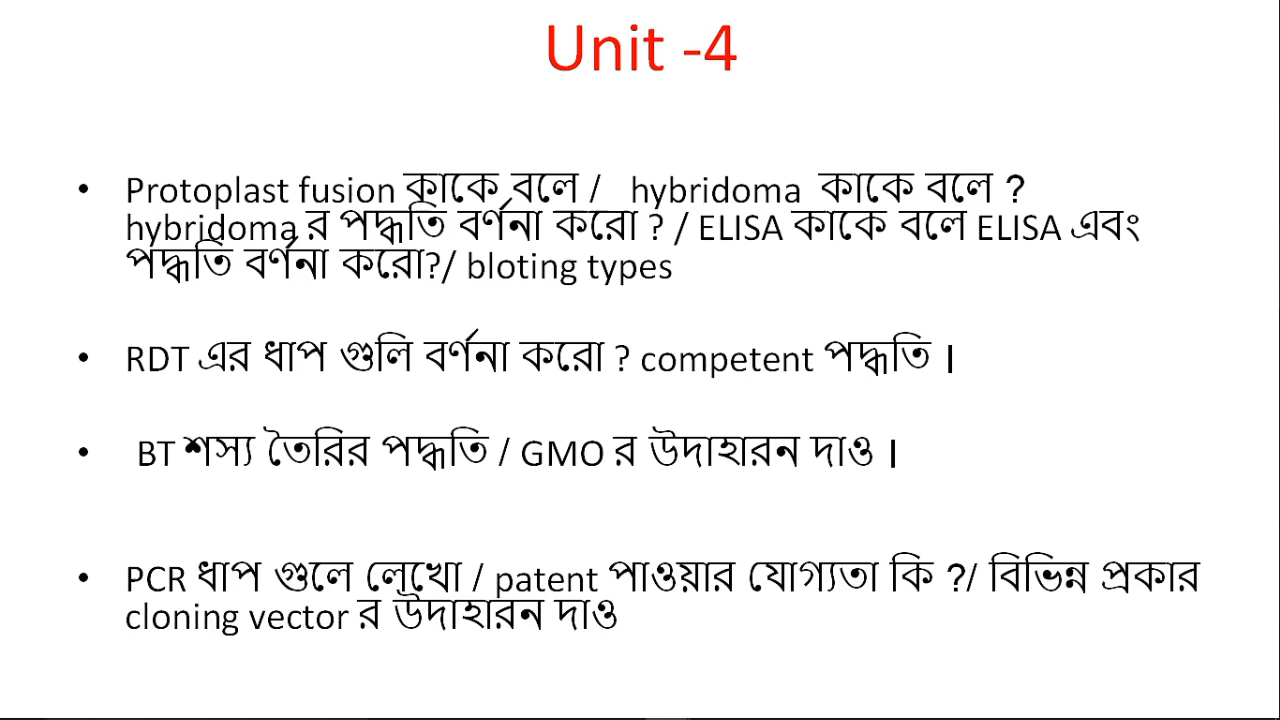 Unit -4
• Protoplast fusion কাকে বলে / hybridoma কাকে বলে ?
hybridoma র পদ্ধতি বর্ণনা করো ? / ELISA কাকে বলে ELISA এবং
পদ্ধতি বর্ণনা করো?/ bloting types
• RDT এর ধাপ গুলি বর্ণনা করো ? competent পদ্ধতি ।
• BT শস্য তৈরির পদ্ধতি / GMO র উদাহারন দাও ।
• PCR ধাপ গুলে লেখো / patent পাওয়ার যোগ্যতা কি ?/ বিভিন্ন প্রকার
cloning vector র উদাহারন দাও